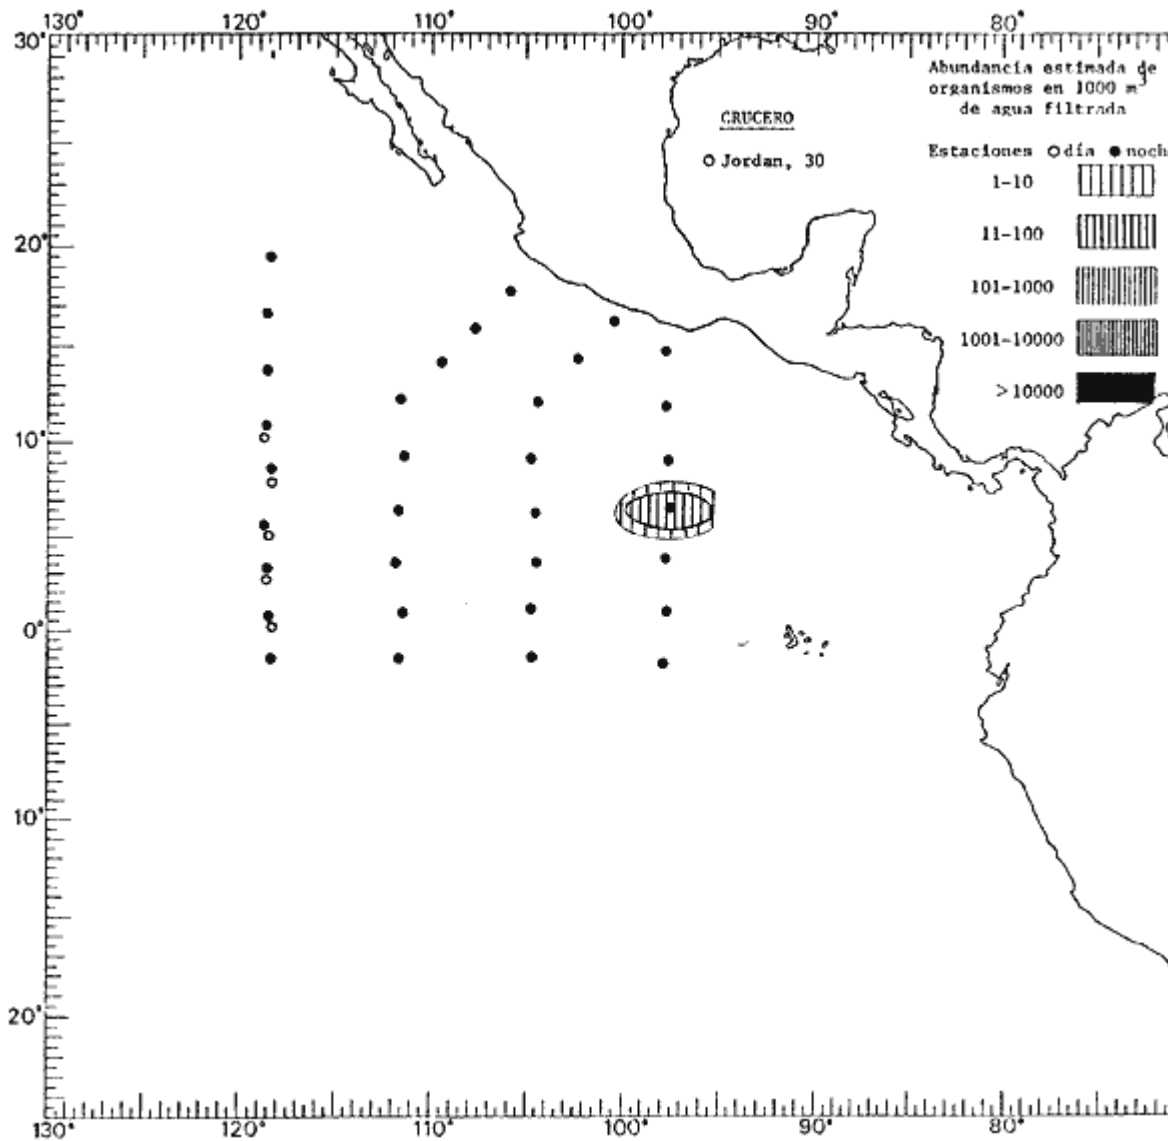 130° 120° 110° 100° 90° 80°
30°
Abundancia estimada de
organismos en 1000 m³
de agua filtrada
CRUCERO
Jordan, 30
Estaciones día noch
1-10
11-100
101-1000
1001-10000
>10000
20°
10°
0°
10°
20°
130° 120° 110° 100° 90° 80°